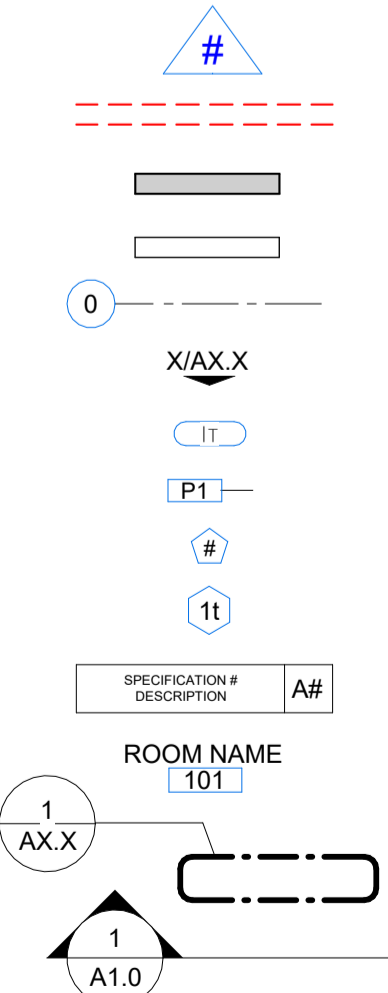 #
0
X/AX.X
IT
P1
#
1t
SPECIFICATION #
DESCRIPTION
A#
ROOM NAME
101
1
AX.X
1
A1.0